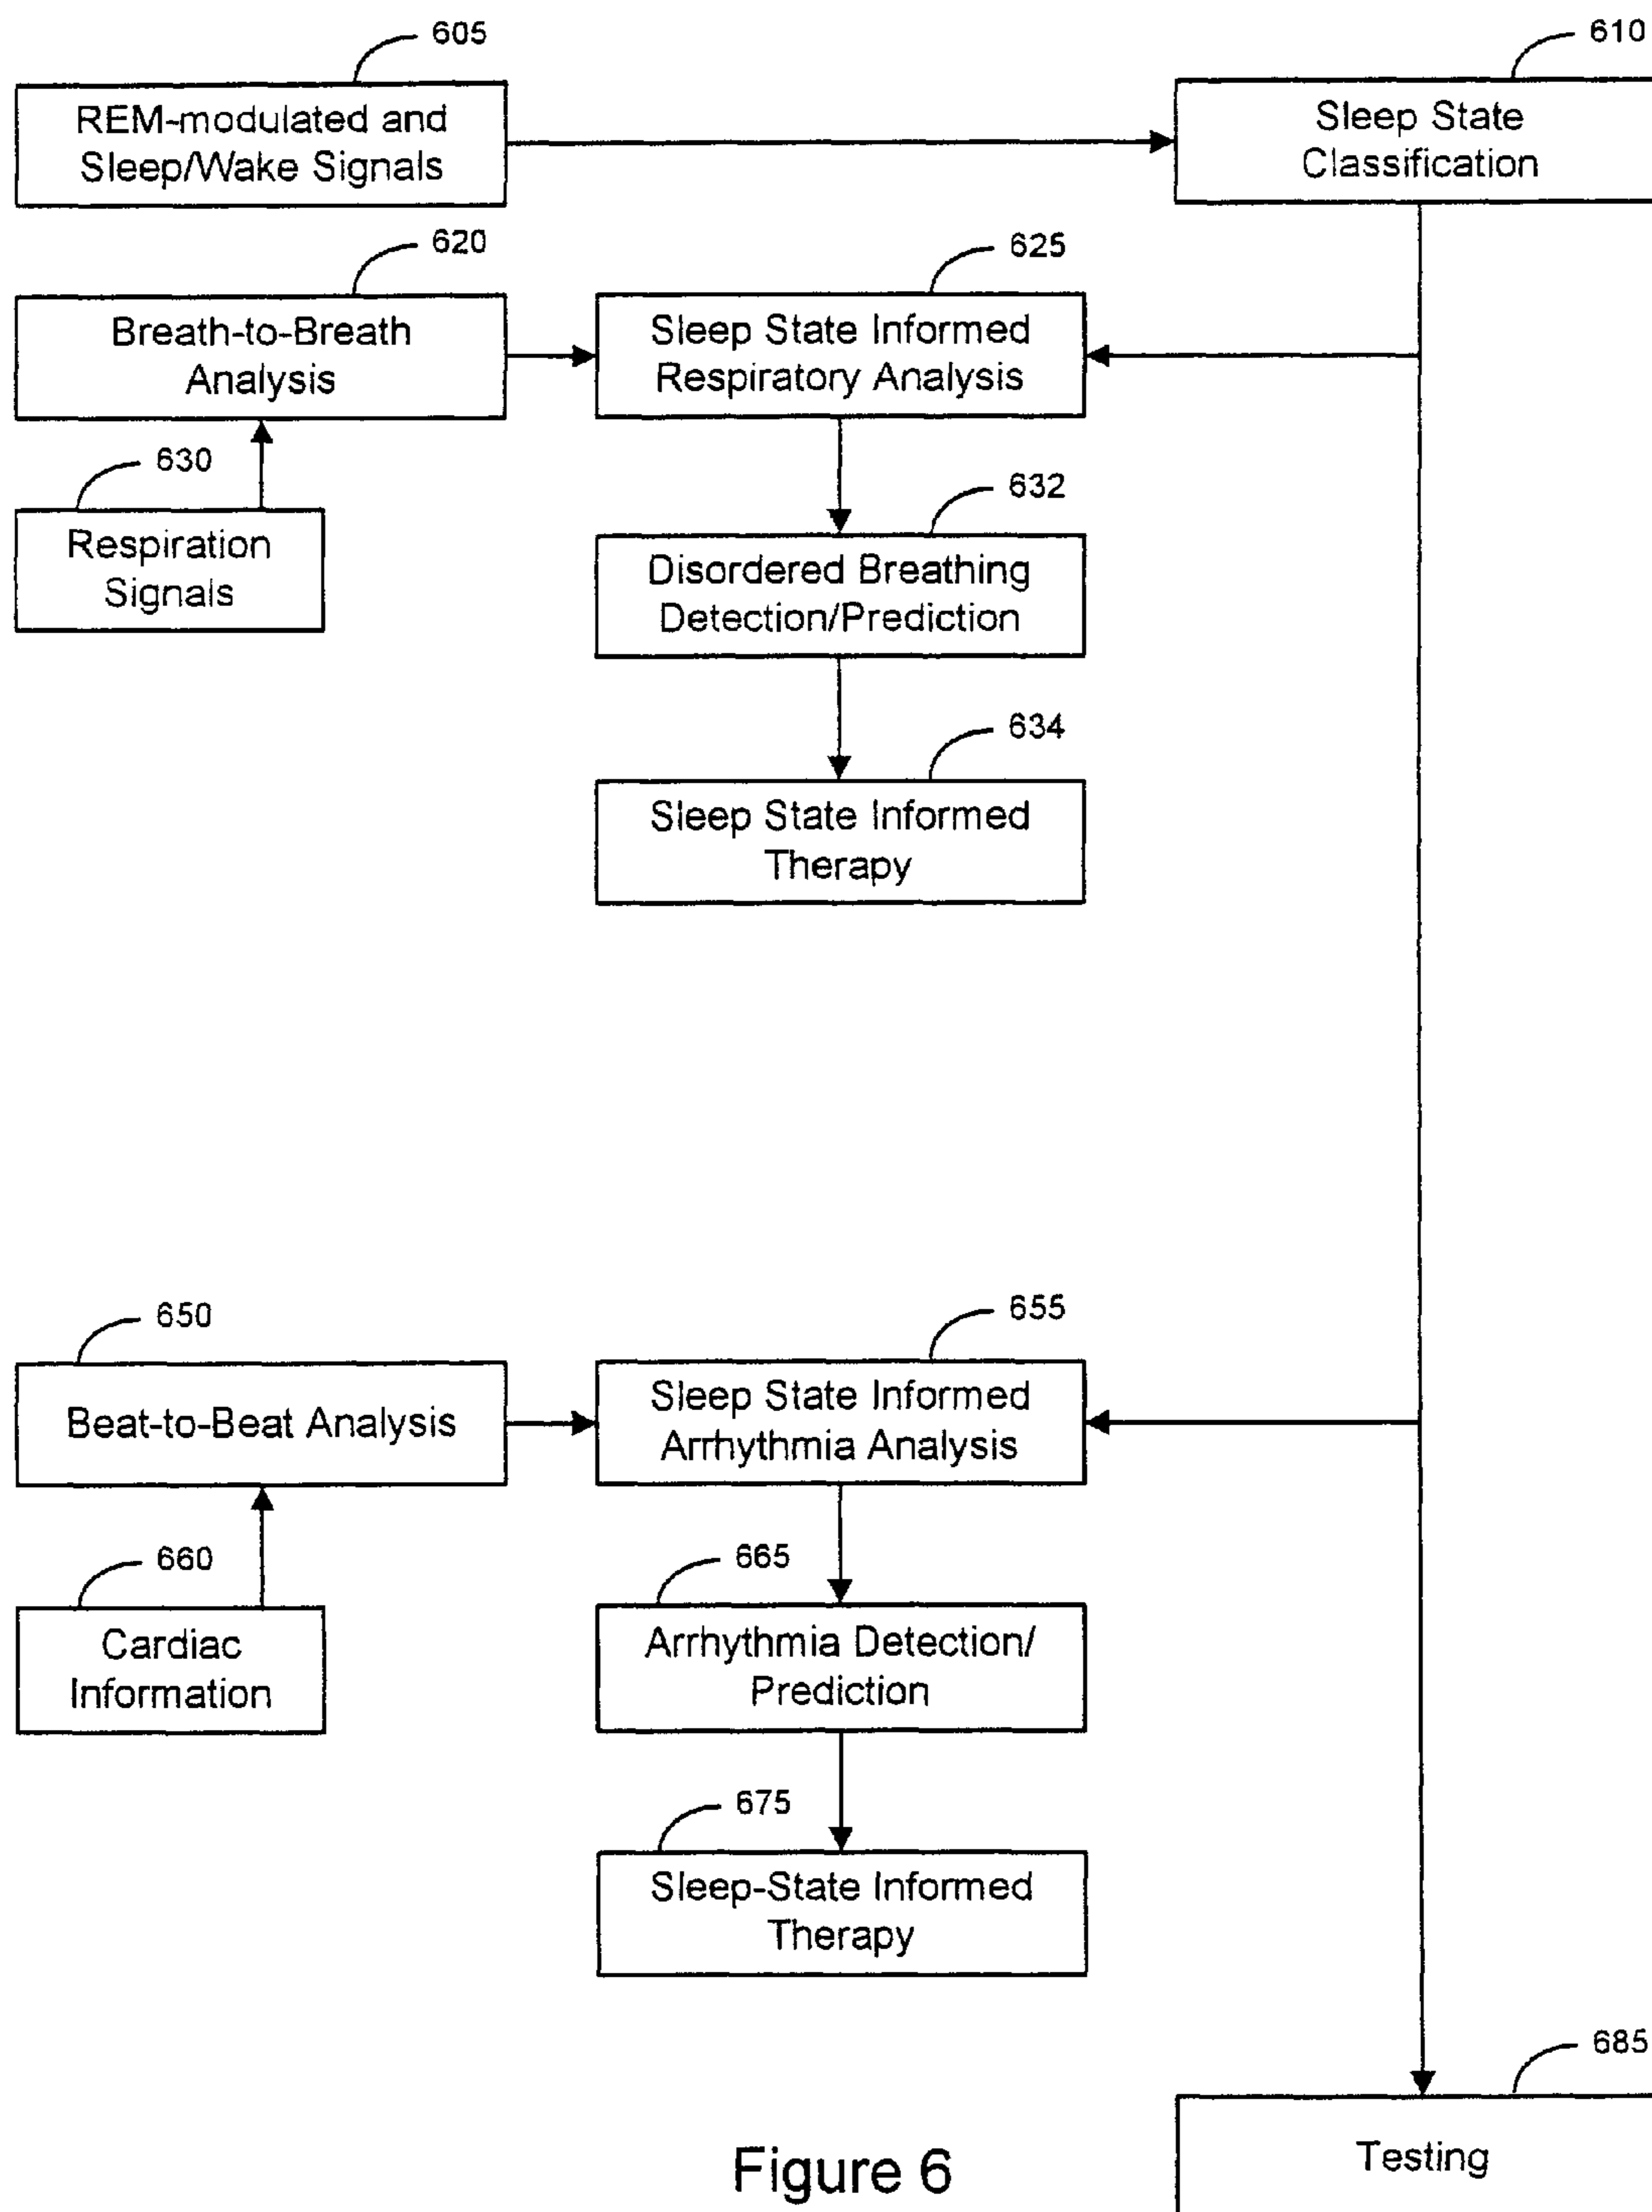 605
REM-modulated and
Sleep/Wake Signals
610
Sleep State
Classification
620
Breath-to-Breath
Analysis
625
Sleep State Informed
Respiratory Analysis
630
Respiration
Signals
632
Disordered Breathing
Detection/Prediction
634
Sleep State Informed
Therapy
650
Beat-to-Beat Analysis
655
Sleep State Informed
Arrhythmia Analysis
660
Cardiac
Information
665
Arrhythmia Detection/
Prediction
675
Sleep-State Informed
Therapy
685
Testing
Figure 6